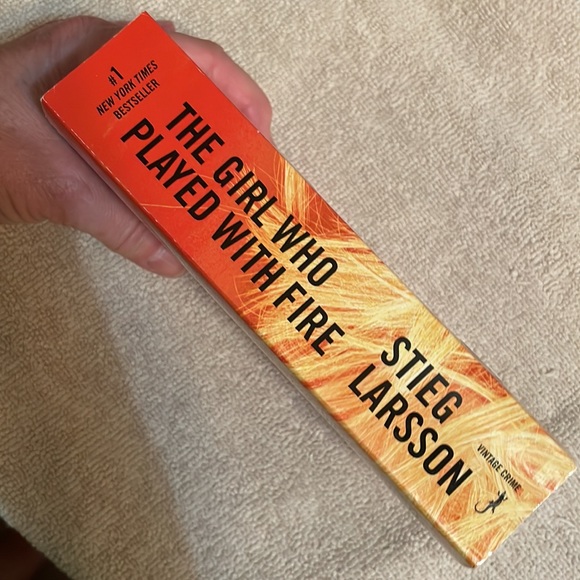 #1
NEW YORK TIMES
BESTSELLER
THE GIRL WHO
PLAYED WITH FIRE
STIEG
LARSSON
VINTAGE CRIME